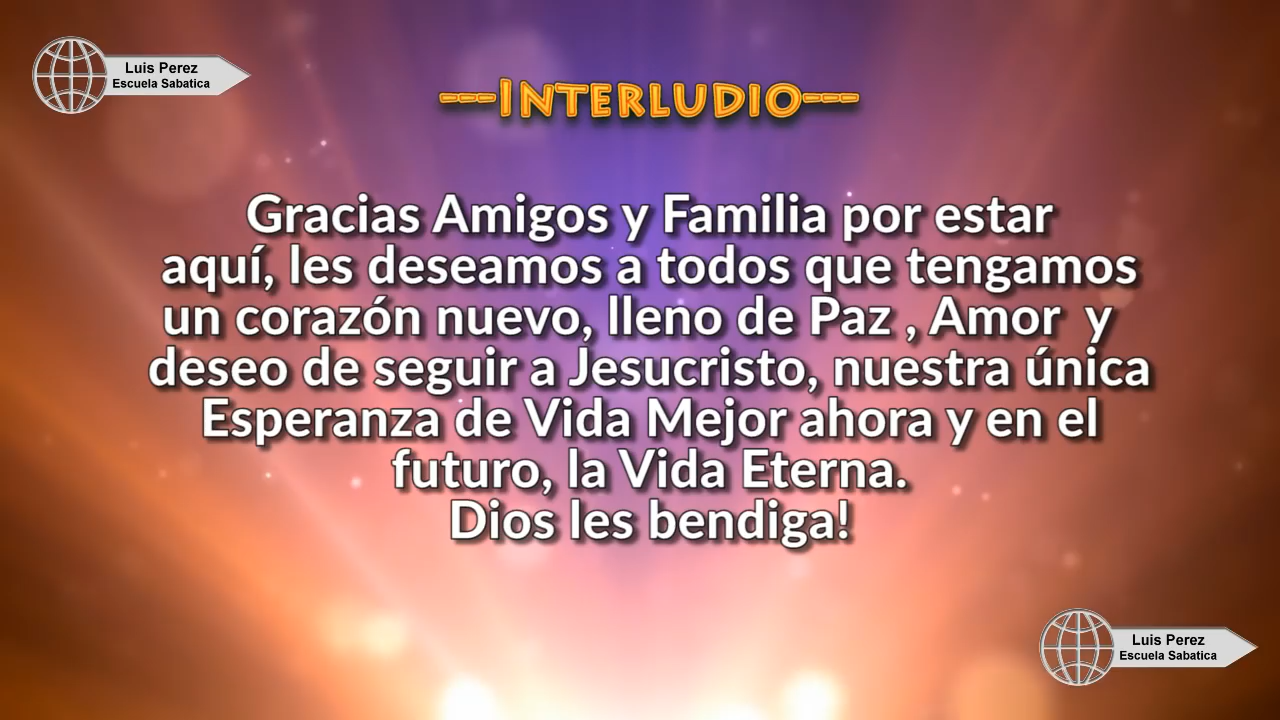 Luis Perez
Escuela Sabatica
---Interludio---
Gracias Amigos y Familia por estar
aquí, les deseamos a todos que tengamos
un corazón nuevo, lleno de Paz , Amor  y
deseo de seguir a Jesucristo, nuestra única
Esperanza de Vida Mejor ahora y en el
futuro, la Vida Eterna.
Dios les bendiga!
Luis Perez
Escuela Sabatica